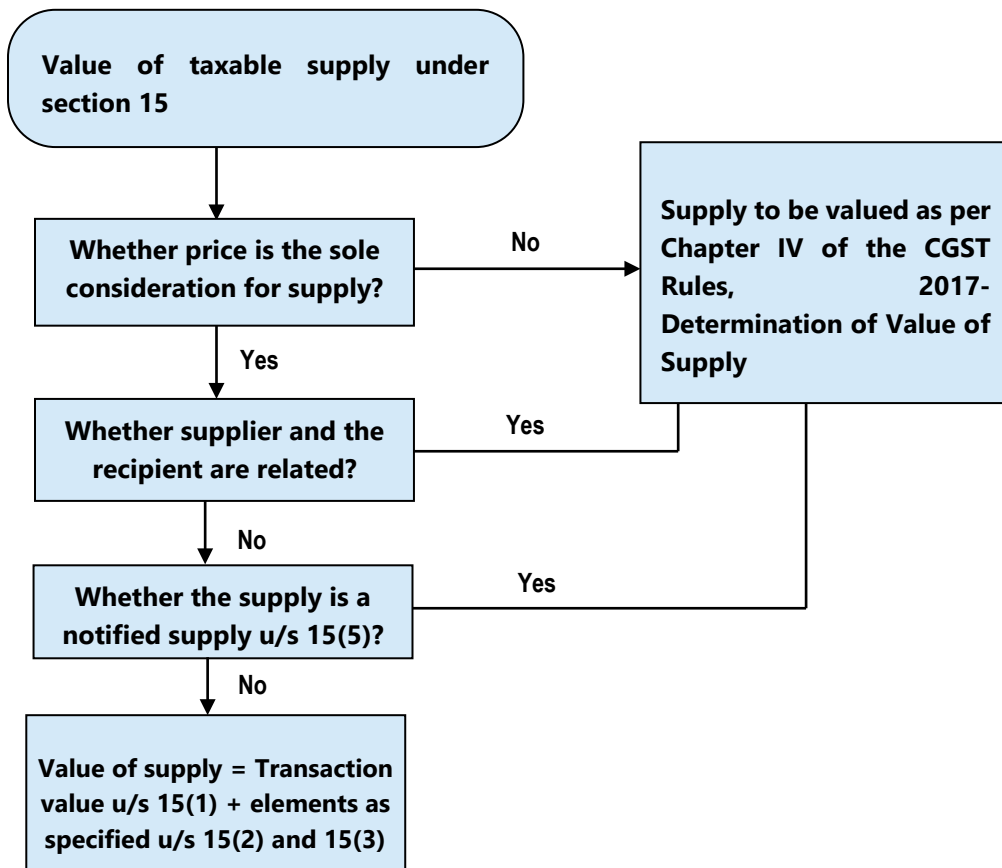 Value of taxable supply under
section 15
Whether price is the sole
consideration for supply?
No
Supply to be valued as per
Chapter IV of the CGST
Rules, 2017-
Determination of Value of
Supply
Yes
Whether supplier and the
recipient are related?
Yes
No
Whether the supply is a
notified supply u/s 15(5)?
Yes
No
Value of supply = Transaction
value u/s 15(1) + elements as
specified u/s 15(2) and 15(3)